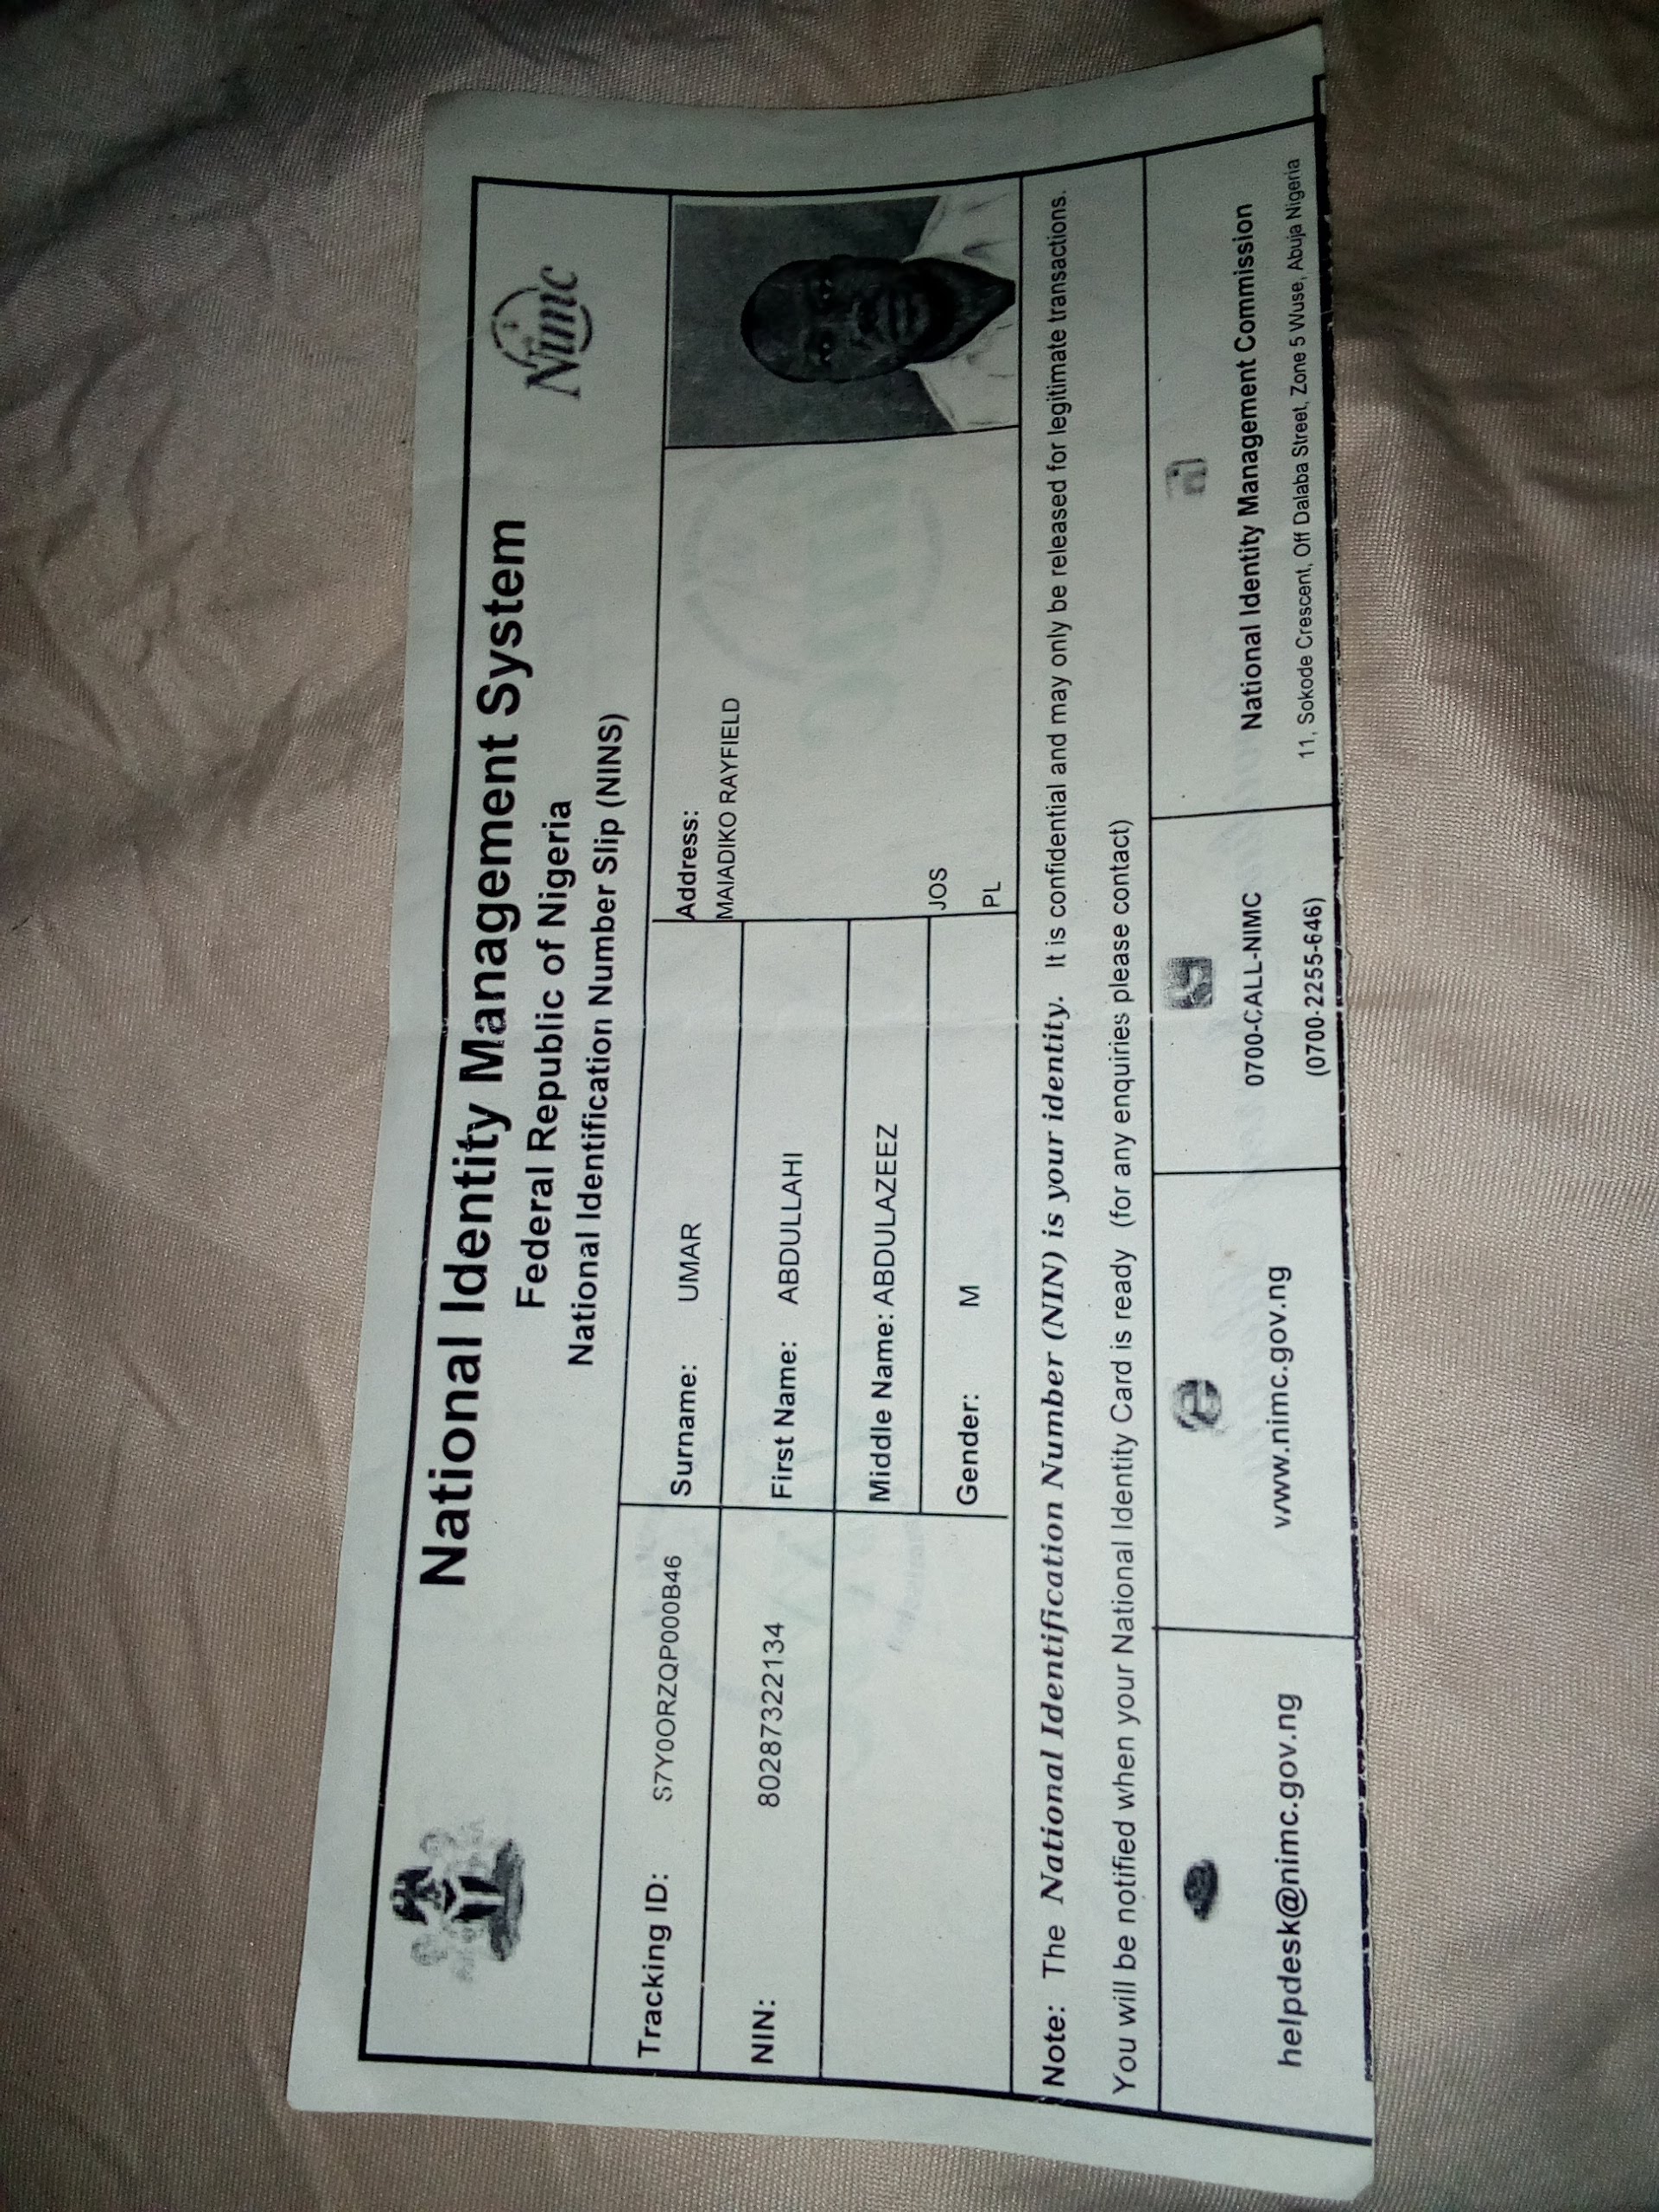 National Identity Management System
Federal Republic of Nigeria
National Identification Number Slip (NINS)
Nimc
Tracking ID: S7Y0ORZQP000B46
Surname: UMAR
Address:
MAIADIKO RAYFIELD
NIN: 80287322134
First Name: ABDULLAHI
Middle Name: ABDULAZEEZ
JOS
Gender: M
PL
Note: The National Identification Number (NIN) is your identity. It is confidential and may only be released for legitimate transactions.
You will be notified when your National Identity Card is ready (for any enquiries please contact)
helpdesk@nimc.gov.ng
www.nimc.gov.ng
0700-CALL-NIMC
(0700-2255-646)
National Identity Management Commission
11, Sokode Crescent, Off Dalaba Street, Zone 5 Wuse, Abuja Nigeria